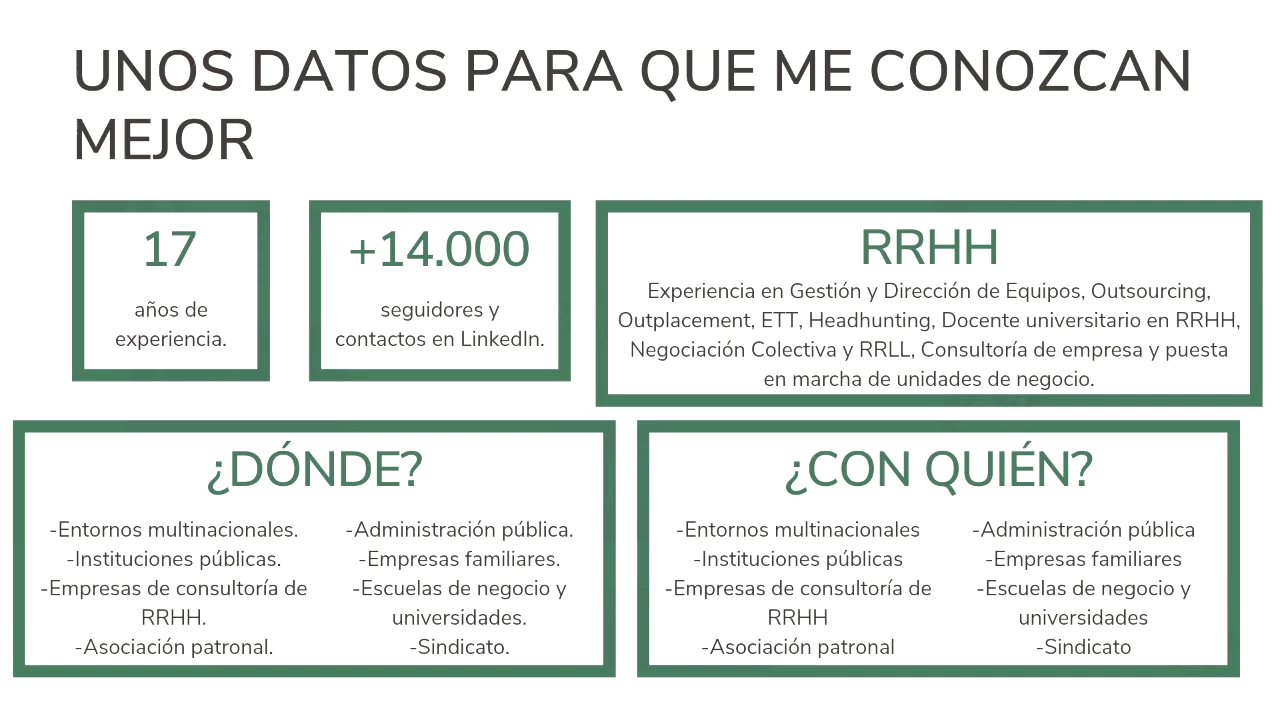 UNOS DATOS PARA QUE ME CONOZCAN
MEJOR
17
años de
experiencia.
+14.000
seguidores y
contactos en LinkedIn.
RRHH
Experiencia en Gestión y Dirección de Equipos, Outsourcing,
Outplacement, ETT, Headhunting, Docente universitario en RRHH,
Negociación Colectiva y RRLL, Consultoría de empresa y puesta
en marcha de unidades de negocio.
¿DÓNDE?
-Entornos multinacionales.
-Instituciones públicas.
-Empresas de consultoría de
RRHH.
-Asociación patronal.
-Administración pública.
-Empresas familiares.
-Escuelas de negocio y
universidades.
-Sindicato.
¿CON QUIÉN?
-Entornos multinacionales
-Instituciones públicas
-Empresas de consultoría de
RRHH
-Asociación patronal
-Administración pública
-Empresas familiares
-Escuelas de negocio y
universidades
-Sindicato